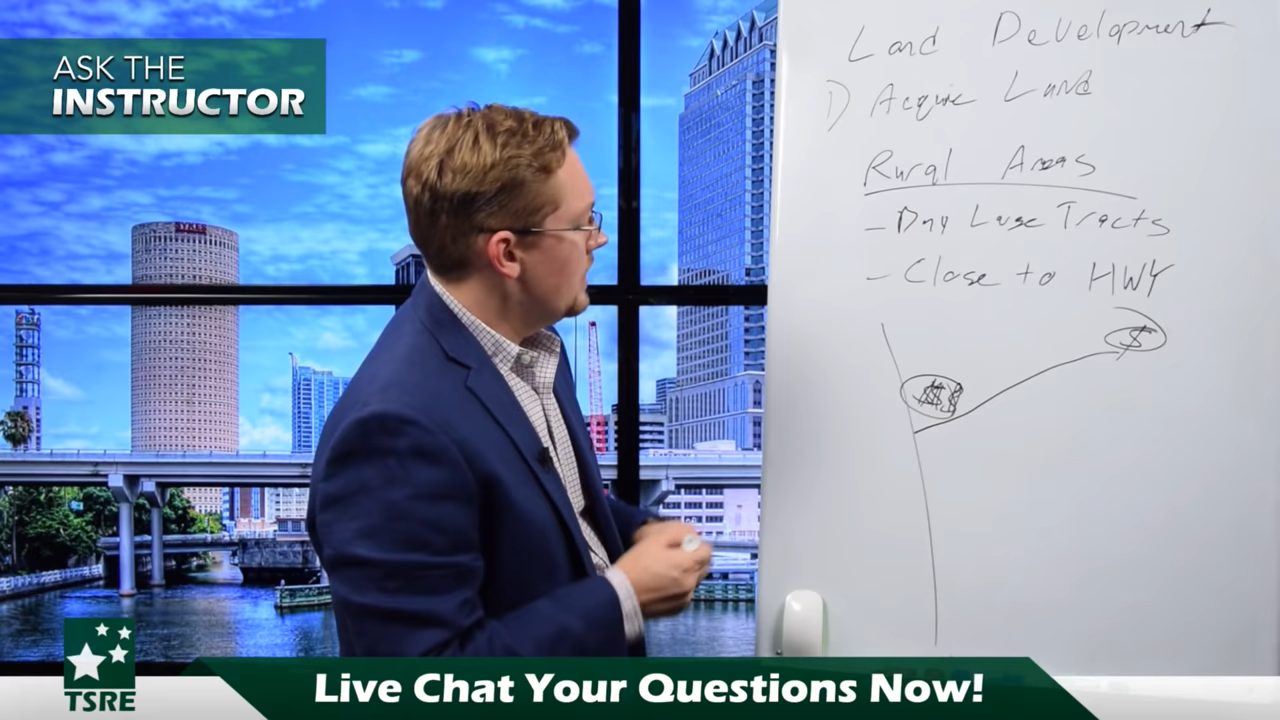 ASK THE
INSTRUCTOR
SYKES
Land Development
1) Acquire Land
Rural Areas
- Large Tracts
- Close to HWY
$
$$
TSRE
Live Chat Your Questions Now!